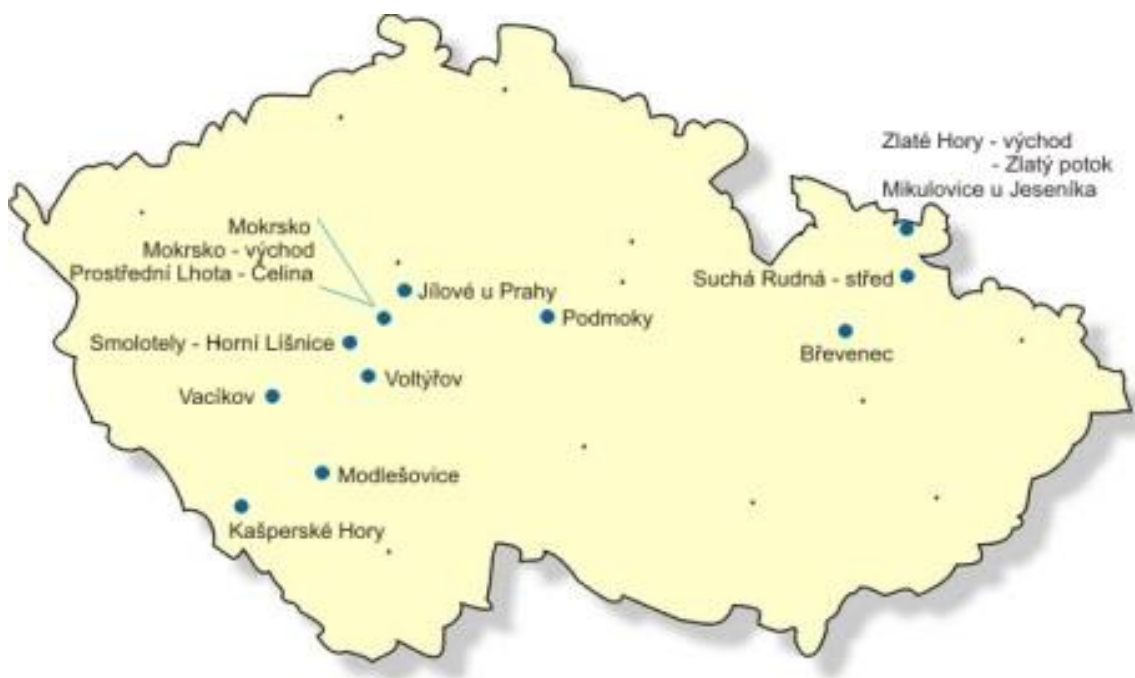 Zlaté Hory - východ
- Zlatý potok
Mikulovice u Jeseníka
Mokrsko
Mokrsko - východ
Prostřední Lhota - Čelina
Suchá Rudná - střed
Jílové u Prahy
Podmoky
Smolotely - Horní Líšnice
Břevenec
Voltýřov
Vacíkov
Modlešovice
Kašperské Hory